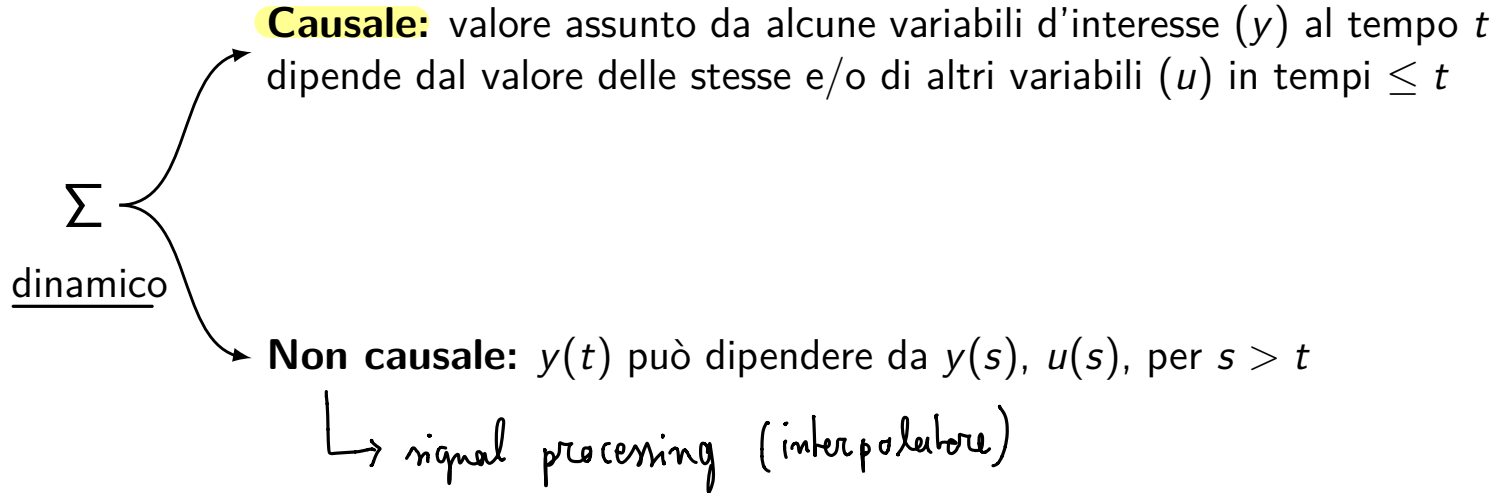 Causale: valore assunto da alcune variabili d'interesse (y) al tempo t
dipende dal valore delle stesse e/o di altri variabili (u) in tempi ≤ t
Σ
dinamico
Non causale: y(t) può dipendere da y(s), u(s), per s > t
signal processing (interpolatore)